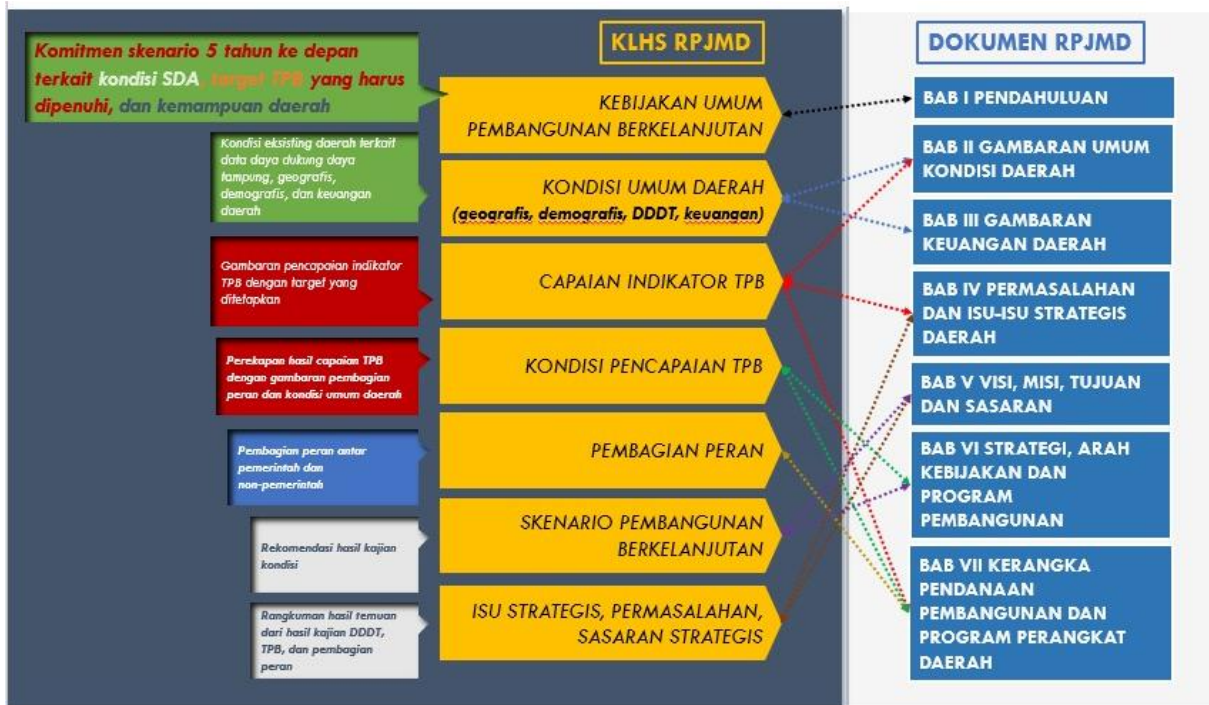 Komitmen skenario 5 tahun ke depan
terkait kondisi SDA, target TPB yang harus
dipenuhi, dan kemampuan daerah
Kondisi eksisting daerah terkait
data daya dukung daya
tampung, geografis,
demografis, dan keuangan
daerah
Gambaran pencapaian indikator
TPB dengan target yang
ditetapkan
Perekapan hasil capaian TPB
dengan gambaran pembagian
peran dan kondisi umum daerah
Pembagian peran antar
pemerintah dan
non-pemerintah
Rekomendasi hasil kajian
kondisi
Rangkuman hasil temuan
dari hasil kajian DDDT,
TPB, dan pembagian
peran
KLHS RPJMD
KEBIJAKAN UMUM
PEMBANGUNAN BERKELANJUTAN
KONDISI UMUM DAERAH
(geografis, demografis, DDDT, keuangan)
CAPAIAN INDIKATOR TPB
KONDISI PENCAPAIAN TPB
PEMBAGIAN PERAN
SKENARIO PEMBANGUNAN
BERKELANJUTAN
ISU STRATEGIS, PERMASALAHAN,
SASARAN STRATEGIS
DOKUMEN RPJMD
BAB I PENDAHULUAN
BAB II GAMBARAN UMUM
KONDISI DAERAH
BAB III GAMBARAN
KEUANGAN DAERAH
BAB IV PERMASALAHAN
DAN ISU-ISU STRATEGIS
DAERAH
BAB V VISI, MISI, TUJUAN
DAN SASARAN
BAB VI STRATEGI, ARAH
KEBIJAKAN DAN
PROGRAM
PEMBANGUNAN
BAB VII KERANGKA
PENDANAAN
PEMBANGUNAN DAN
PROGRAM PERANGKAT
DAERAH